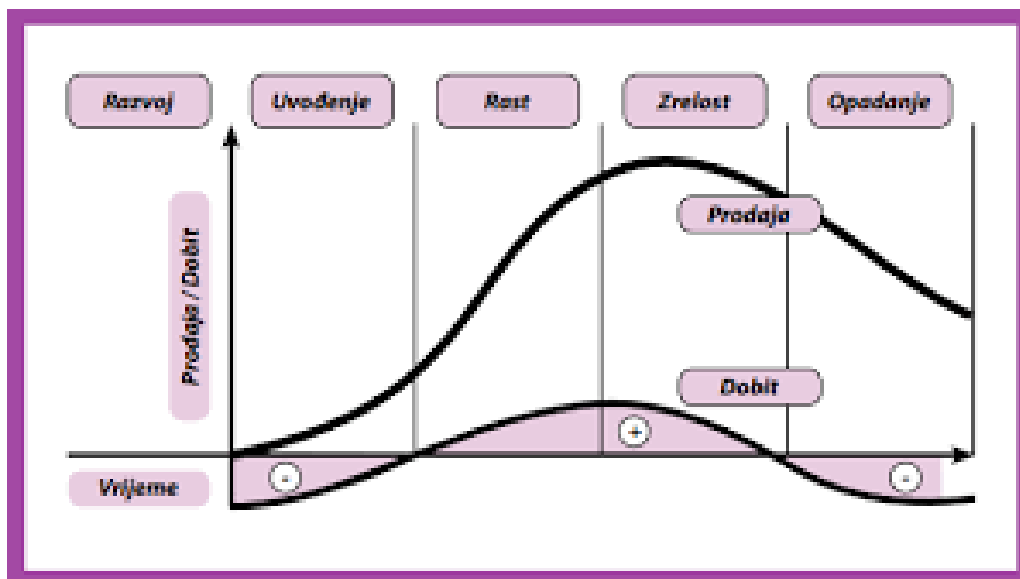 Razvoj
Uvođenje
Rast
Zrelost
Opadanje
Prodaja / Dobit
Prodaja
Dobit
+
-
-
Vrijeme